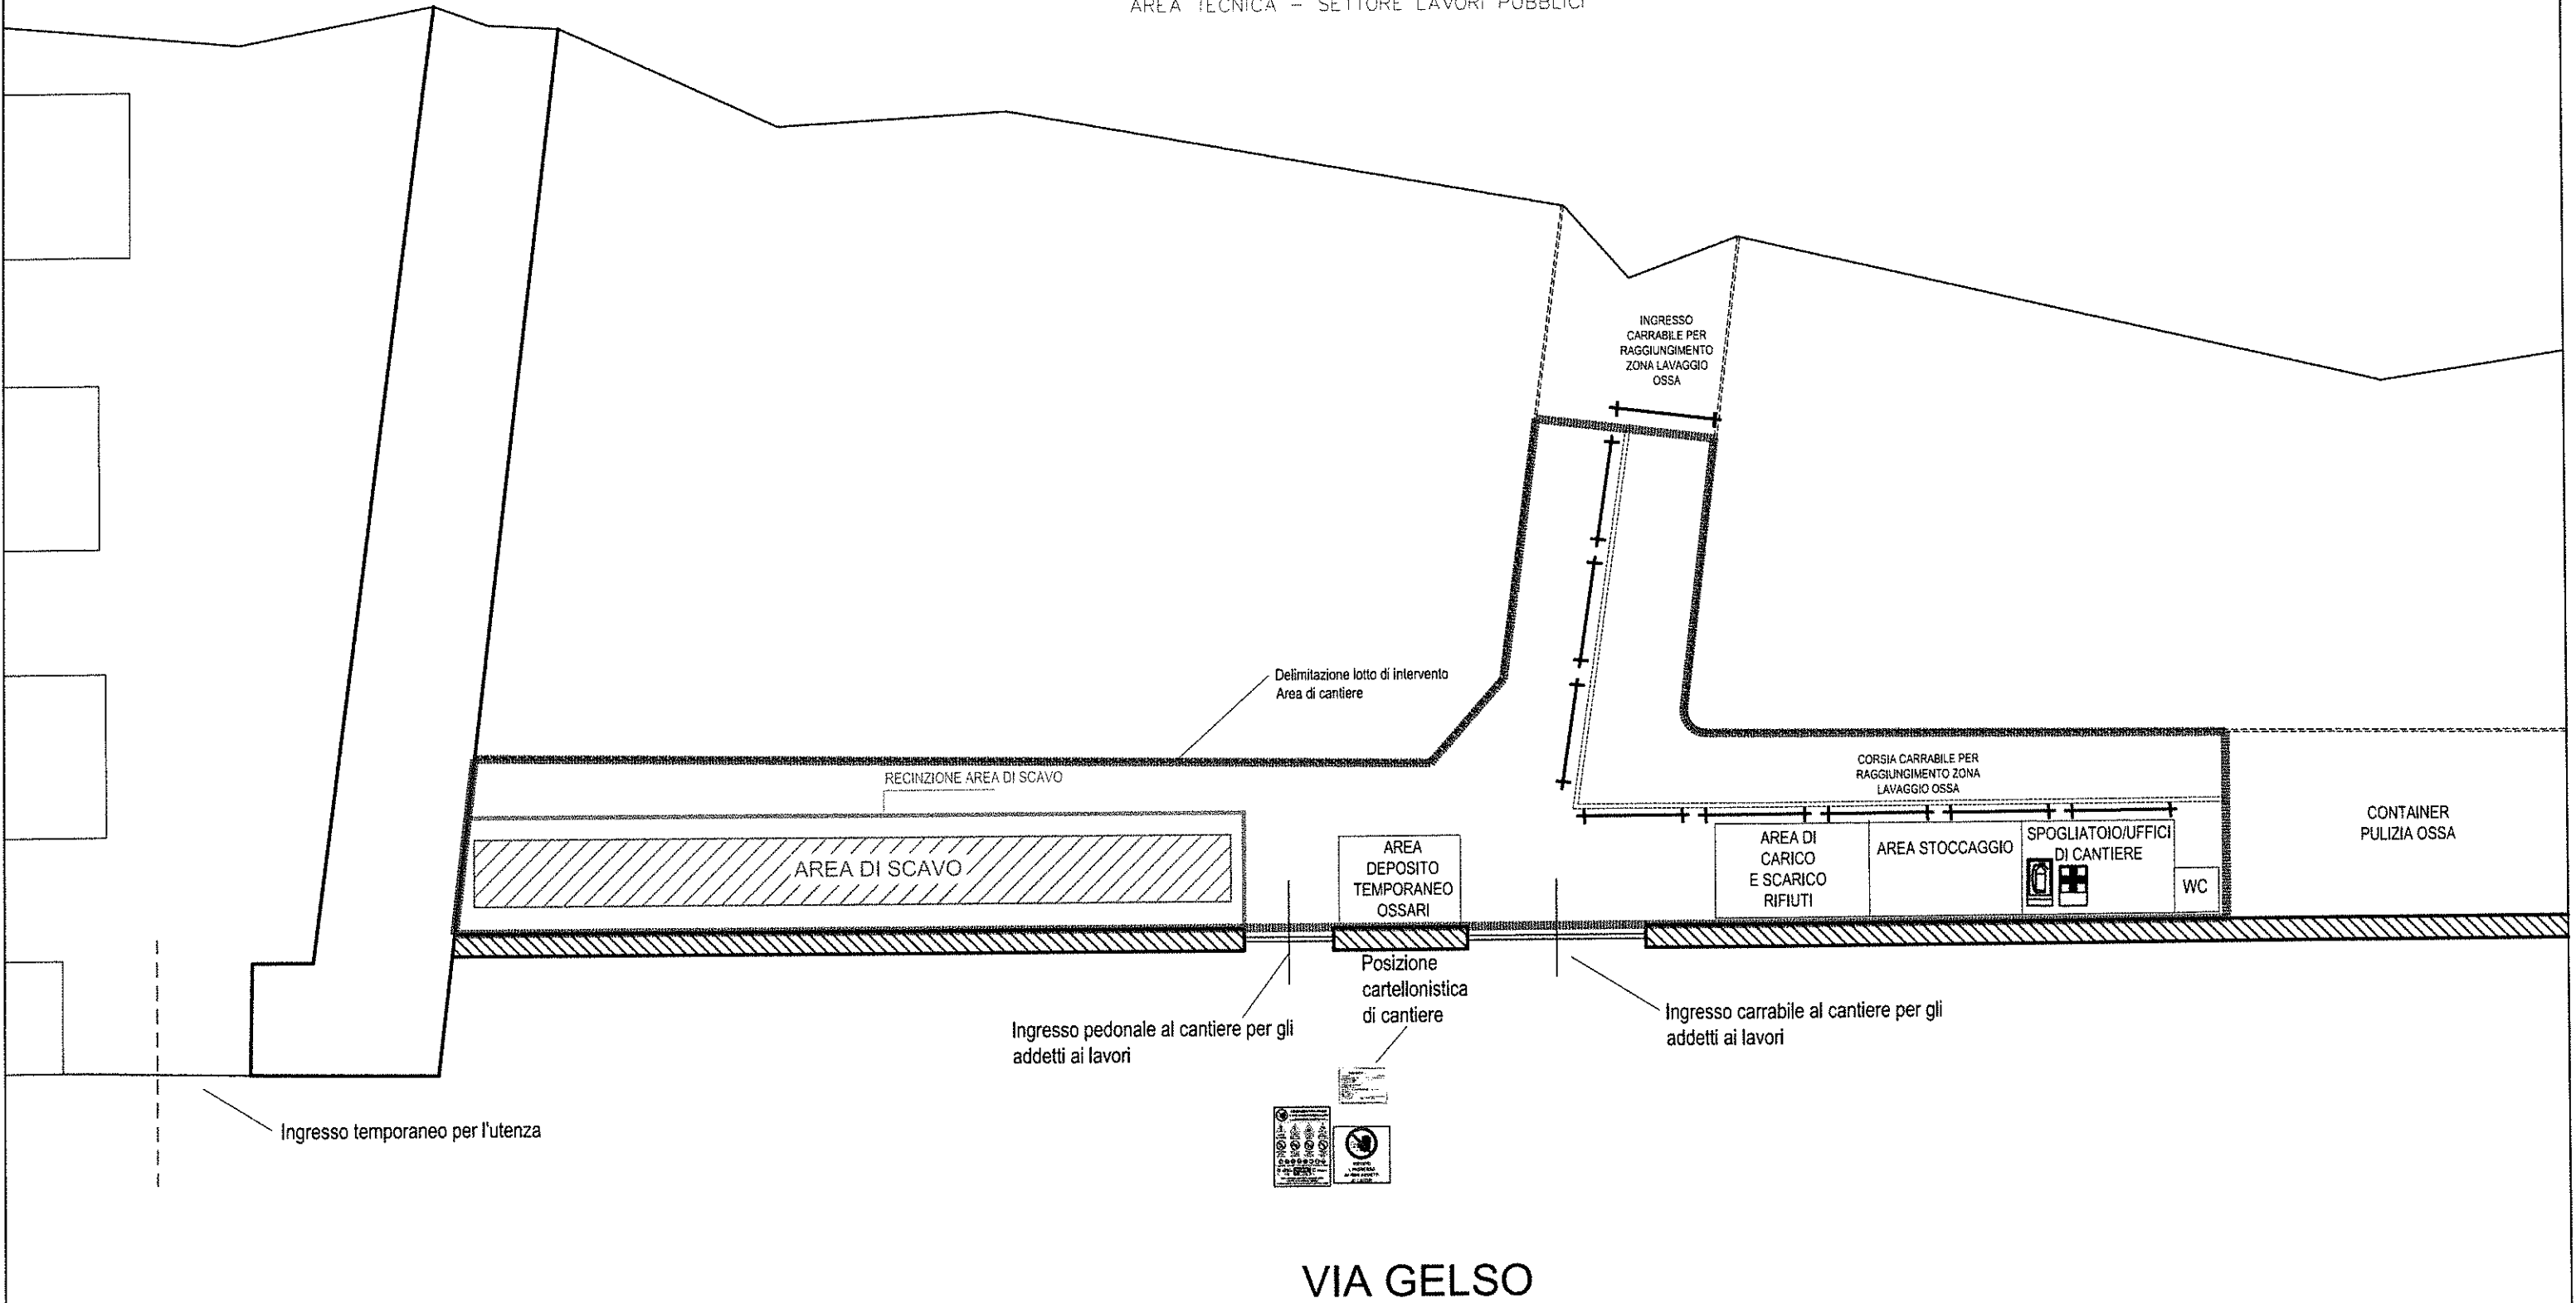 AREA TECNICA – SETTORE LAVORI PUBBLICI
INGRESSO
CARRABILE PER
RAGGIUNGIMENTO
ZONA LAVAGGIO
OSSA
Delimitazione lotto di intervento
Area di cantiere
RECINZIONE AREA DI SCAVO
CORSIA CARRABILE PER
RAGGIUNGIMENTO ZONA
LAVAGGIO OSSA
CONTAINER
PULIZIA OSSA
AREA DI SCAVO
AREA
DEPOSITO
TEMPORANEO
OSSARI
AREA DI
CARICO
E SCARICO
RIFIUTI
AREA STOCCAGGIO
SPOGLIATOIO/UFFICI
DI CANTIERE
WC
Posizione
cartellonistica
di cantiere
Ingresso pedonale al cantiere per gli
addetti ai lavori
Ingresso carrabile al cantiere per gli
addetti ai lavori
Ingresso temporaneo per l'utenza
VIA GELSO